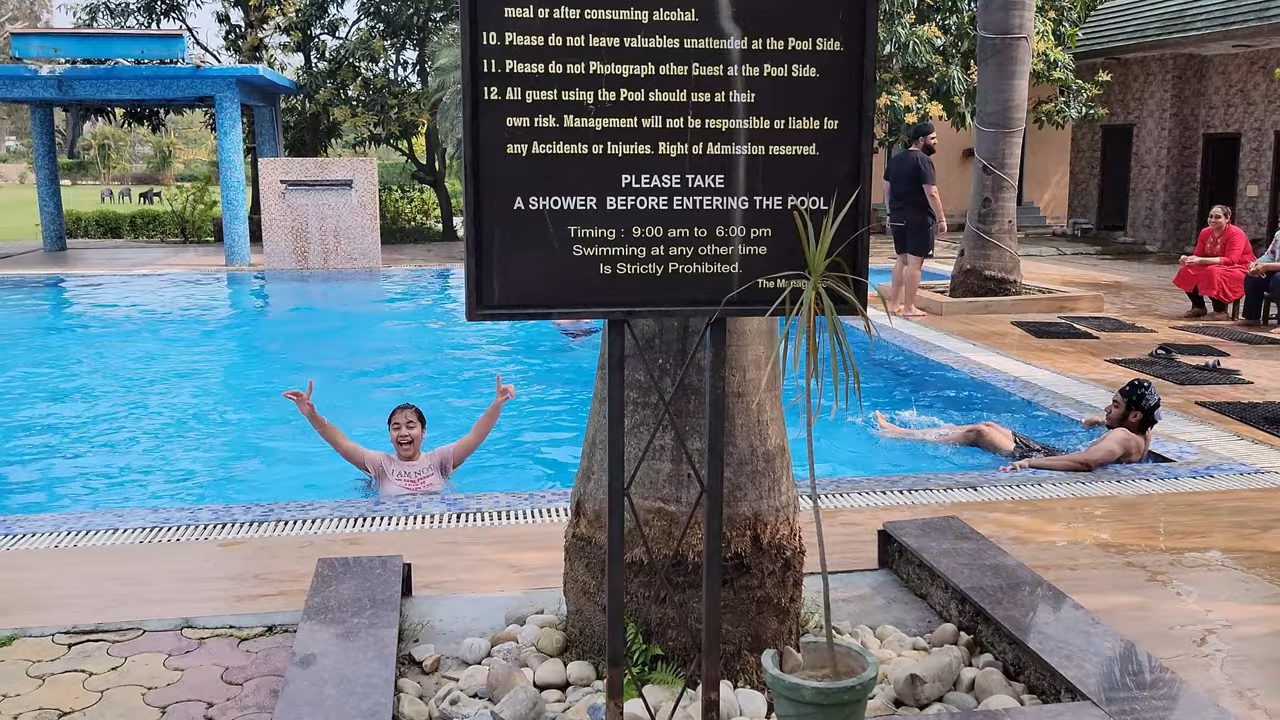 meal or after consuming alcohal.
10. Please do not leave valuables unattended at the Pool Side.
11. Please do not Photograph other Guest at the Pool Side.
12. All guest using the Pool should use at their
own risk. Management will not be responsible or liable for
any Accidents or Injuries. Right of Admission reserved.
PLEASE TAKE
A SHOWER BEFORE ENTERING THE POOL
Timing : 9:00 am to 6:00 pm
Swimming at any other time
Is Strictly Prohibited.
The
I AM NOT